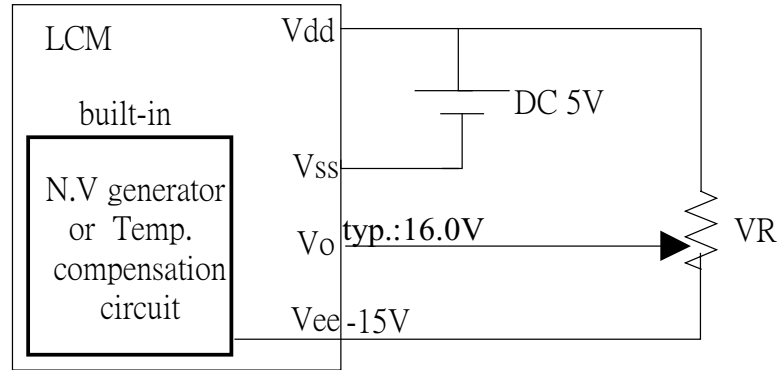 LCM
Vdd
DC 5V
built-in
Vss
N.V generator
or Temp.
compensation
circuit
Vo
typ.:16.0V
VR
Vee
-15V